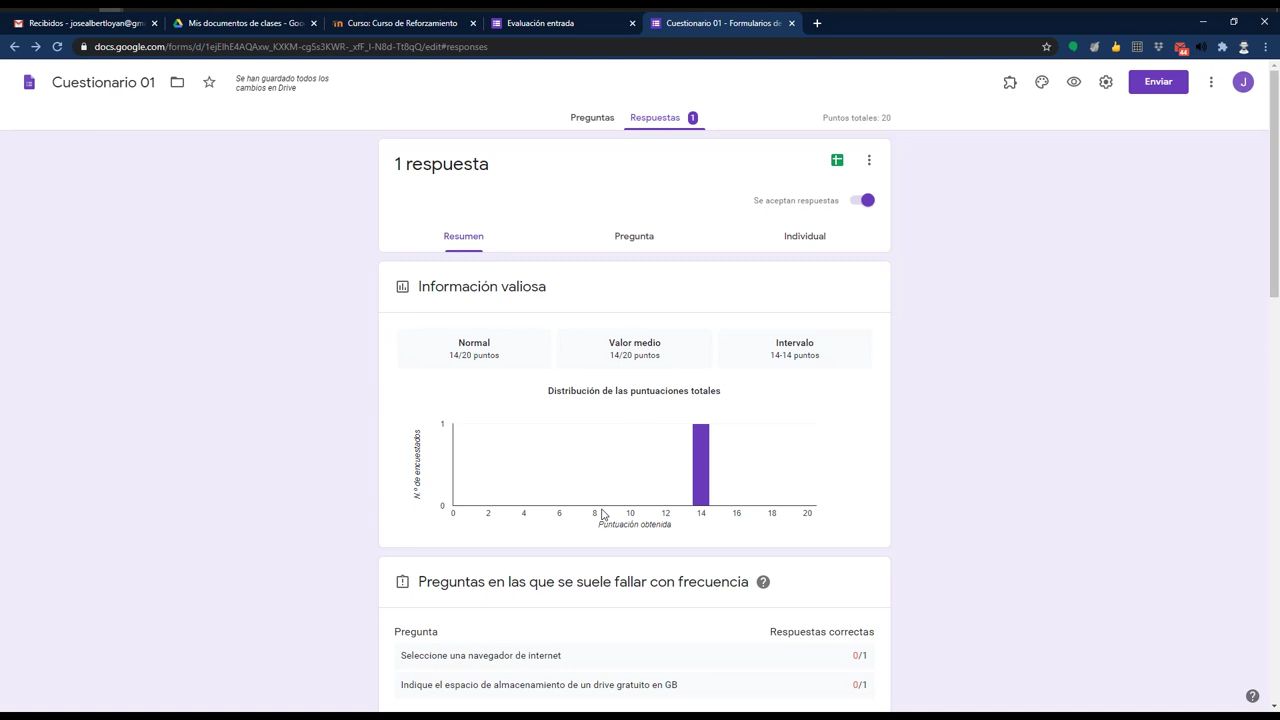 Recibidos - josealbertloyan@gm
Mis documentos de clases - Goo
Curso: Curso de Reforzamiento
Evaluación entrada
Cuestionario 01 - Formularios de
docs.google.com/forms/d/1ejElhE4AQAxw_KXKM-cg5s3KWR-_xfF_I-N8d-Tt8qQ/edit#responses
44
Cuestionario 01
Se han guardado todos los
cambios en Drive
Enviar
J
Preguntas
Respuestas 1
Puntos totales: 20
1 respuesta
Se aceptan respuestas
Resumen
Pregunta
Individual
Información valiosa
Normal
14/20 puntos
Valor medio
14/20 puntos
Intervalo
14-14 puntos
Distribución de las puntuaciones totales
N.º de encuestados
1
0
0 2 4 6 8 10 12 14 16 18 20
Puntuación obtenida
Preguntas en las que se suele fallar con frecuencia
Pregunta
Respuestas correctas
Seleccione una navegador de internet
0/1
Indique el espacio de almacenamiento de un drive gratuito en GB
0/1